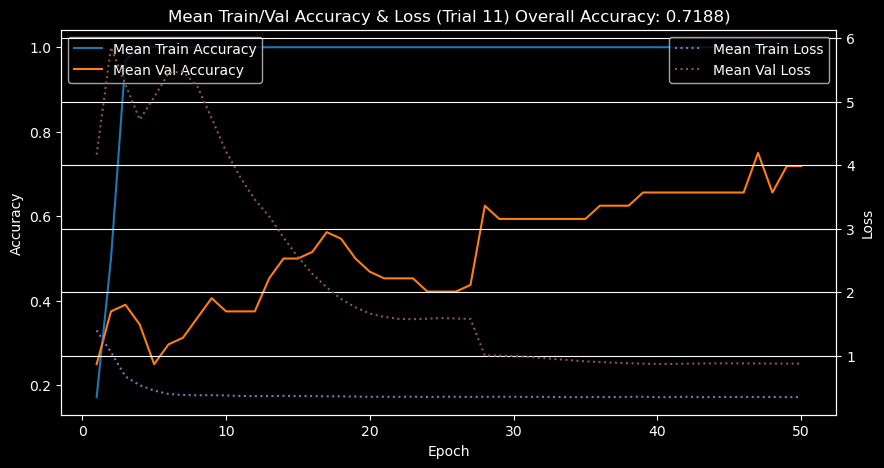 Mean Train/Val Accuracy & Loss (Trial 11) Overall Accuracy: 0.7188)
Mean Train Accuracy
Mean Val Accuracy
Mean Train Loss
Mean Val Loss
Accuracy
1.0
0.8
0.6
0.4
0.2
6
5
4
3
2
1
Loss
0
10
20
30
40
50
Epoch